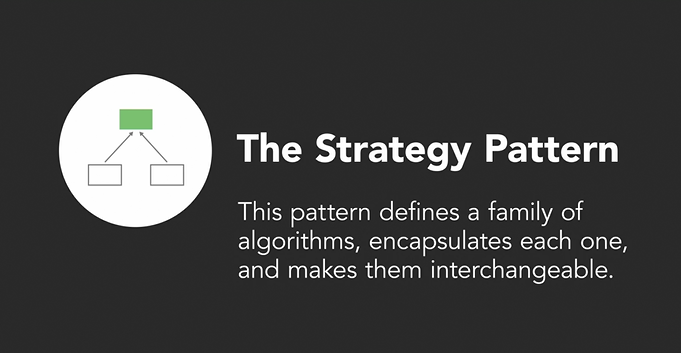 The Strategy Pattern
This pattern defines a family of
algorithms, encapsulates each one,
and makes them interchangeable.